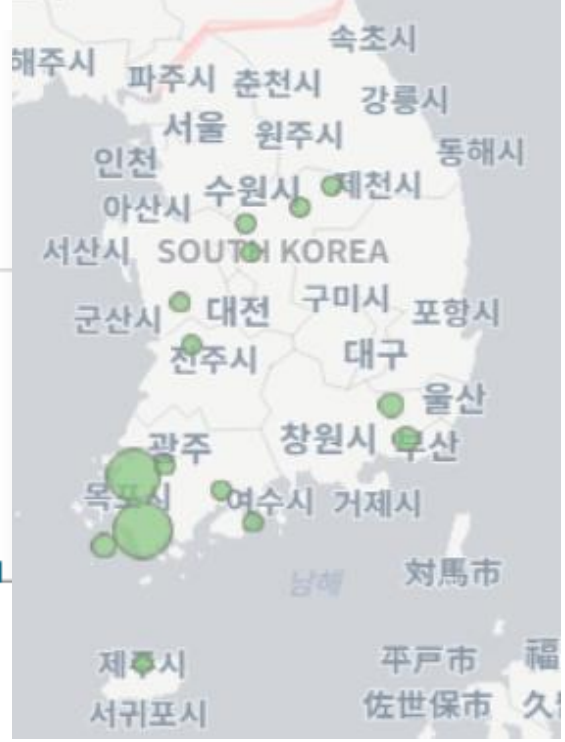 속초시
해주시
파주시
춘천시
강릉시
서울
원주시
동해시
인천
수원시
제천시
아산시
서산시
SOUTH KOREA
구미시
군산시
대전
포항시
대구
전주시
울산
광주
창원시
부산
목포시
여수시
거제시
남해
対馬市
제주시
平戸市
福
서귀포시
佐世保市